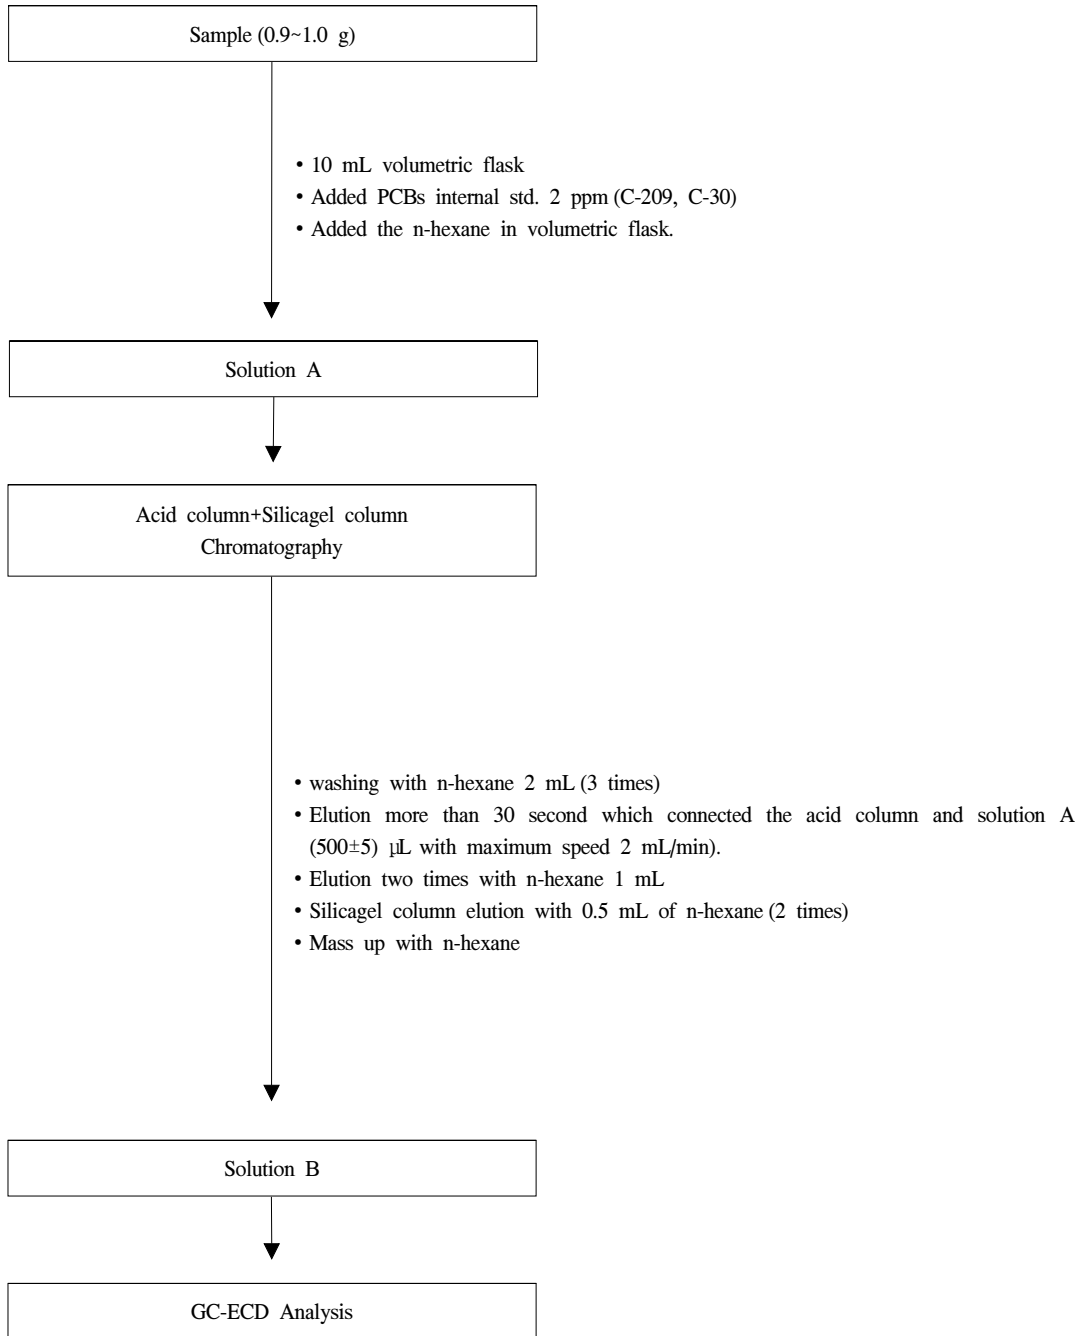 Sample (0.9~1.0 g)
• 10 mL volumetric flask
• Added PCBs internal std. 2 ppm (C-209, C-30)
• Added the n-hexane in volumetric flask.
Solution A
Acid column+Silicagel column
Chromatography
• washing with n-hexane 2 mL (3 times)
• Elution more than 30 second which connected the acid column and solution A
(500±5) µL with maximum speed 2 mL/min).
• Elution two times with n-hexane 1 mL
• Silicagel column elution with 0.5 mL of n-hexane (2 times)
• Mass up with n-hexane
Solution B
GC-ECD Analysis